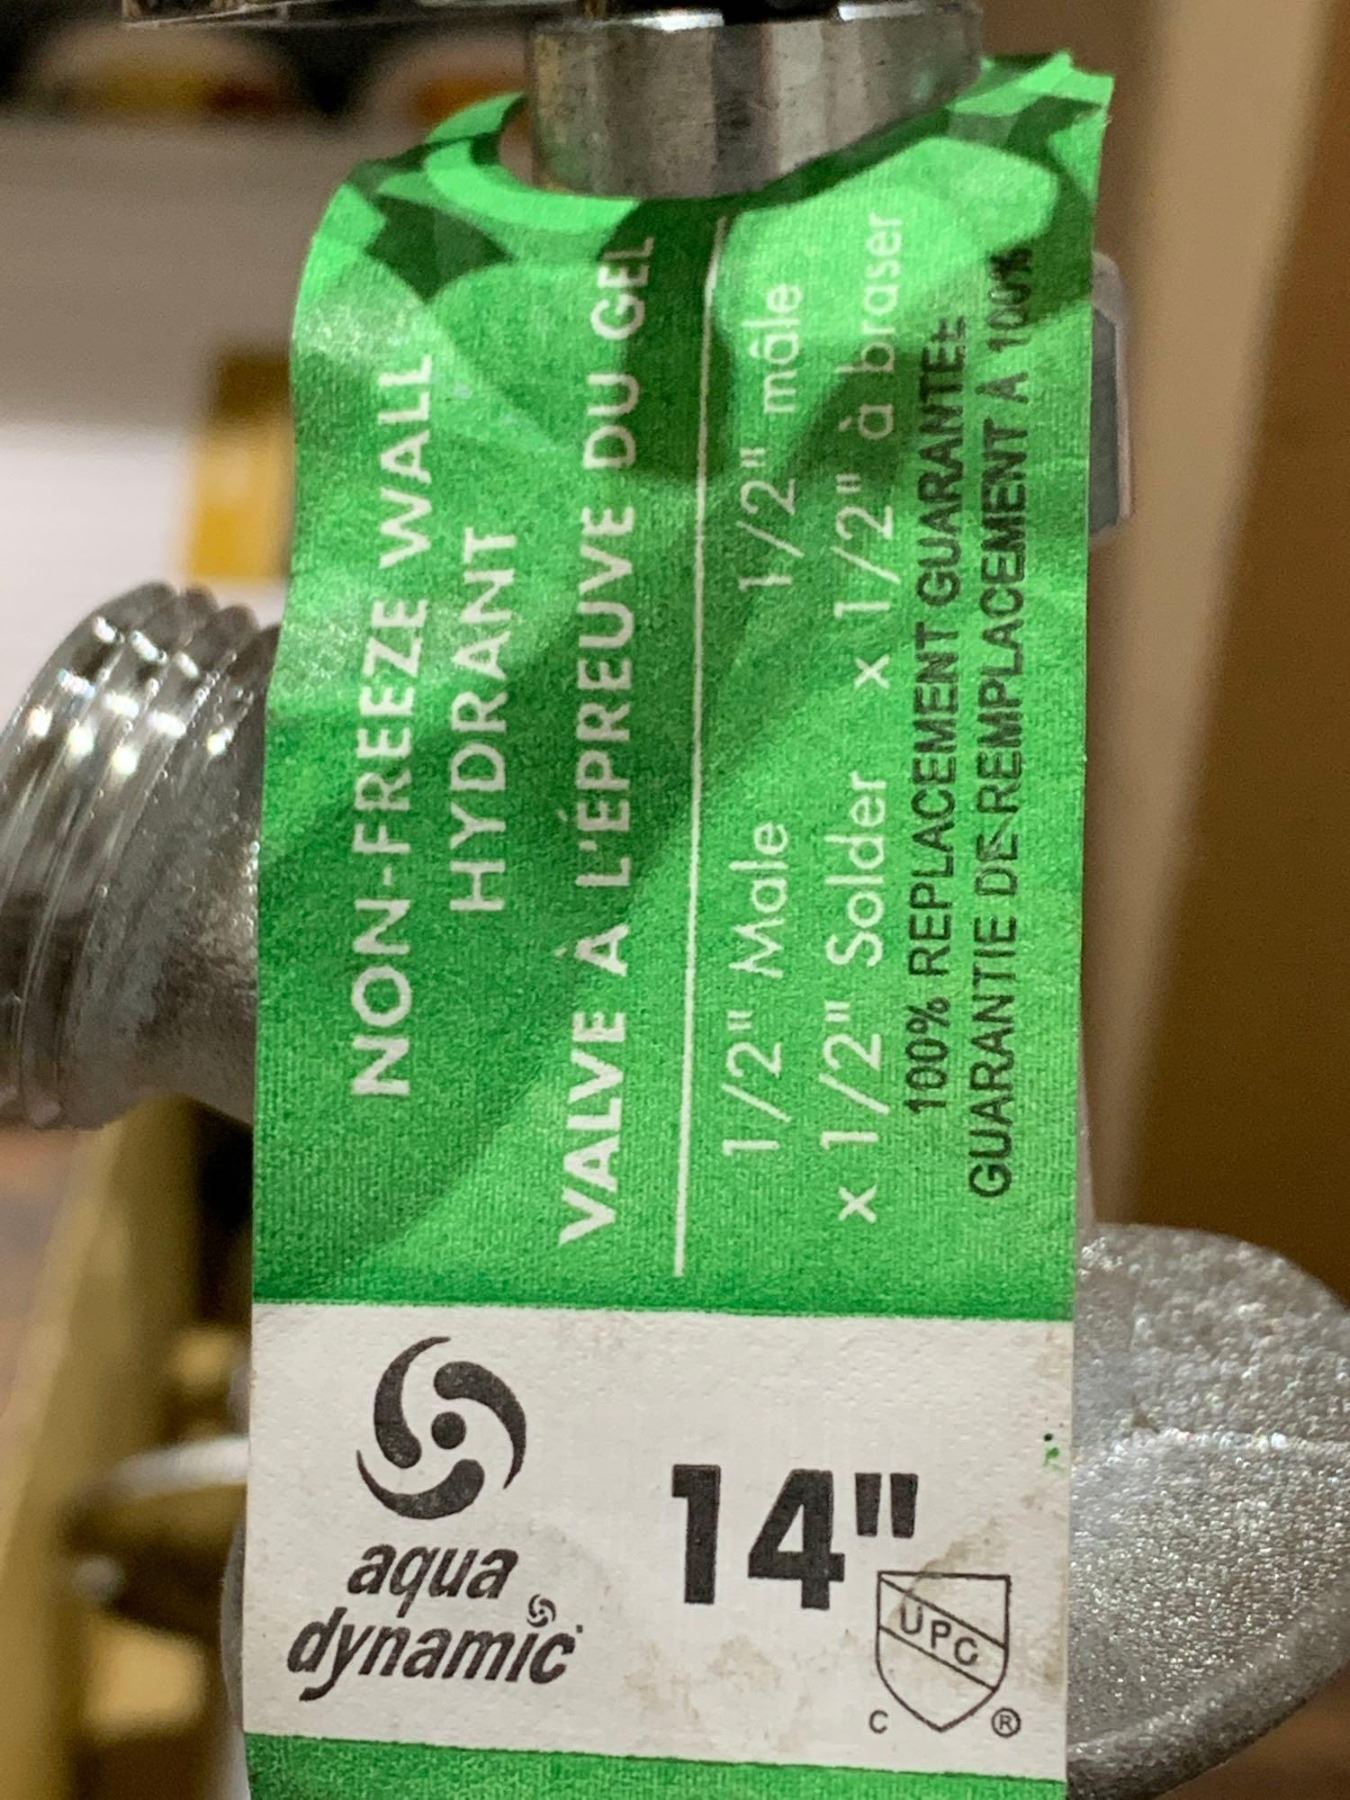 NON-FREEZE WALL
HYDRANT
VALVE À L'ÉPREUVE DU GEL
1/2" Male
x 1/2" Solder
1/2" mâle
x 1/2" à braser
100% REPLACEMENT GUARANTEE
GUARANTIE DE REMPLACEMENT À 100%
aqua
dynamic
14"
UPC
C ®